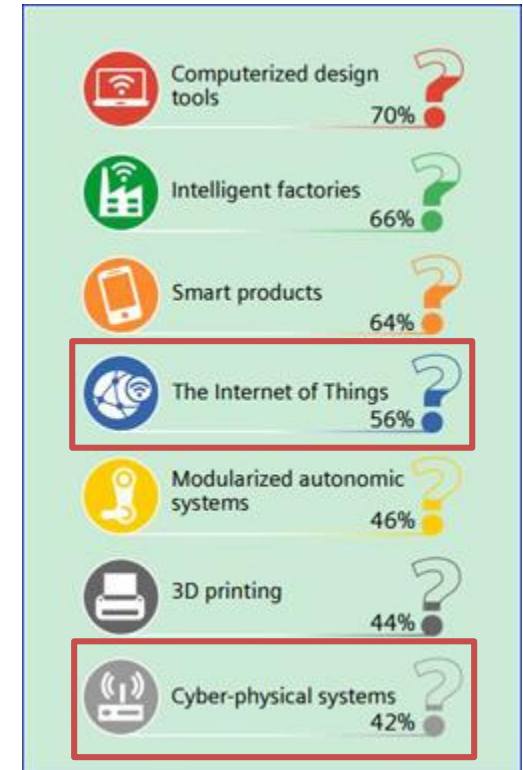 Computerized design
tools
70%
Intelligent factories
66%
Smart products
64%
The Internet of Things
56%
Modularized autonomic
systems
46%
3D printing
44%
Cyber-physical systems
42%